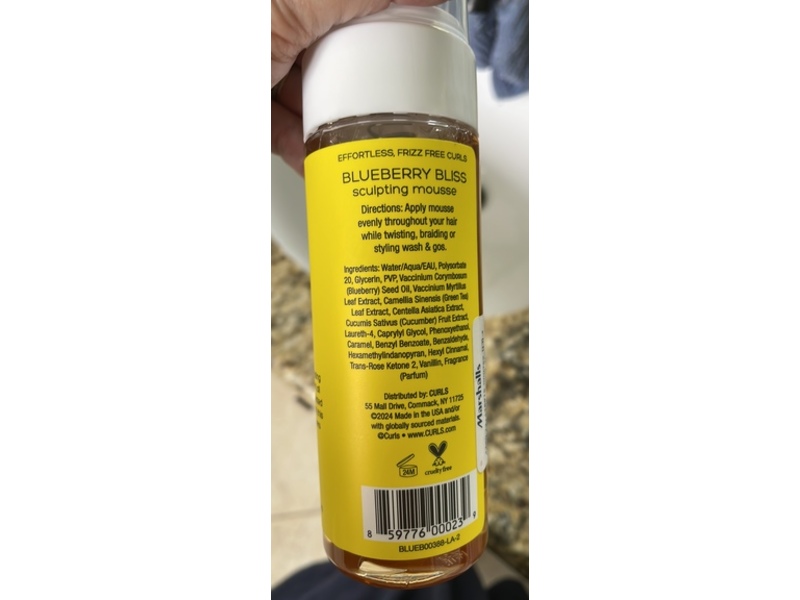 EFFORTLESS, FRIZZ FREE CURLS
BLUEBERRY BLISS
sculpting mousse
Directions: Apply mousse
evenly throughout your hair
while twisting, braiding or
styling wash & gos.
Ingredients: Water/Aqua/EAU, Polysorbate
20, Glycerin, PVP, Vaccinium Corymbosum
(Blueberry) Seed Oil, Vaccinium Myrtillus
Leaf Extract, Camellia Sinensis (Green Tea)
Leaf Extract, Centella Asiatica Extract,
Cucumis Sativus (Cucumber) Fruit Extract,
Laureth-4, Caprylyl Glycol, Phenoxyethanol,
Caramel, Benzyl Benzoate, Benzaldehyde,
Hexamethylindanopyran, Hexyl Cinnamal,
Trans-Rose Ketone 2, Vanillin, Fragrance
(Parfum)
Distributed by: CURLS
55 Mall Drive, Commack, NY 11725
©2024 Made in the USA and/or
with globally sourced materials.
@Curls • www.CURLS.com
24M
crueltyfree
8 59776 00023 9
BLUEB00388-LA-2
Marshalls